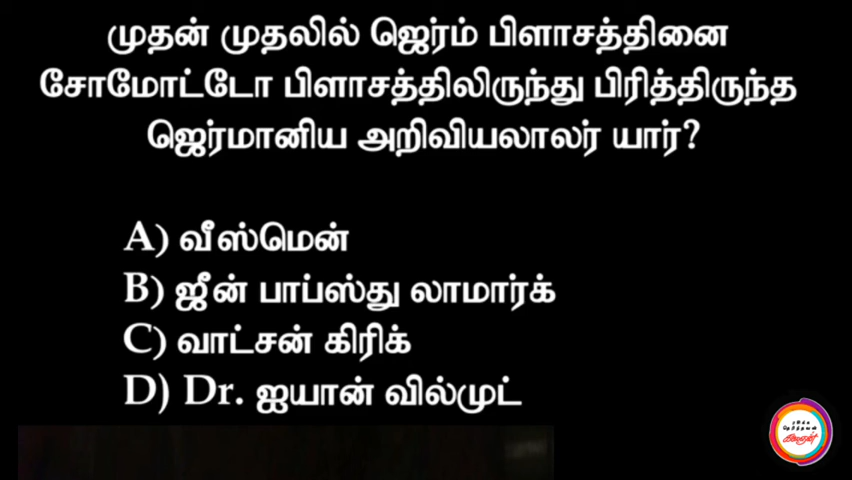 முதன் முதலில் ஜெர்ம் பிளாசத்தினை
சோமோட்டோ பிளாசத்திலிருந்து பிரித்திருந்த
ஜெர்மானிய அறிவியலாலர் யார்?
A) வீஸ்மென்
B) ஜீன் பாப்ஸ்து லாமார்க்
C) வாட்சன் கிரிக்
D) Dr. ஐயான் வில்முட்